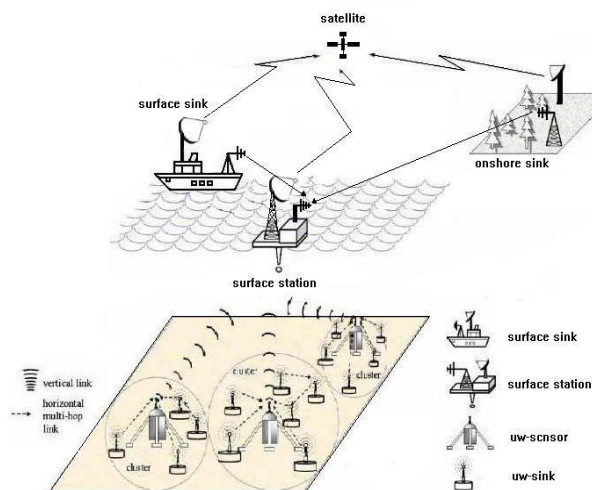 satellite
surface sink
onshore sink
surface station
vertical link
horizontal
multi-hop
link
cluster
cluster
cluster
surface sink
surface station
uw-scnsor
uw-sink